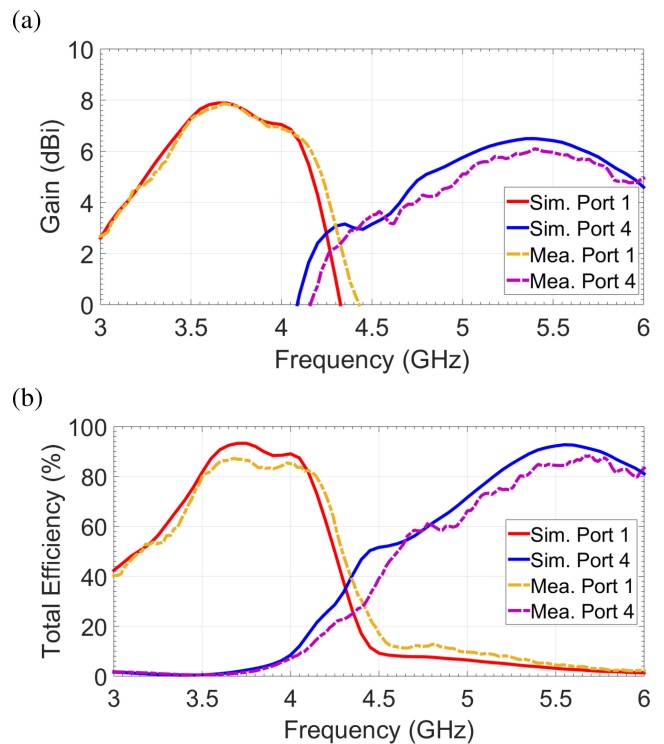 (a)
10
8
6
4
2
0
Gain (dBi)
Sim. Port 1
Sim. Port 4
Mea. Port 1
Mea. Port 4
3 3.5 4 4.5 5 5.5 6
Frequency (GHz)
(b)
100
80
60
40
20
0
Total Efficiency (%)
Sim. Port 1
Sim. Port 4
Mea. Port 1
Mea. Port 4
3 3.5 4 4.5 5 5.5 6
Frequency (GHz)